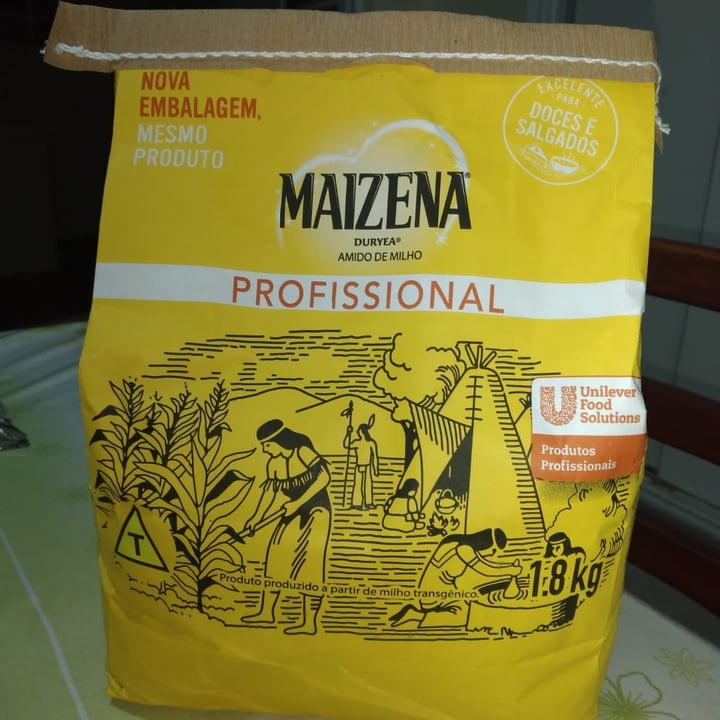 NOVA
EMBALAGEM,
MESMO
PRODUTO
EXCELENTE
· PARA ·
DOCES E
SALGADOS
MAIZENA®
DURYEA®
AMIDO DE MILHO
PROFISSIONAL
U
Unilever
Food
Solutions
Produtos
Profissionais
T
Produto produzido a partir de milho transgênico.
1.8 kg